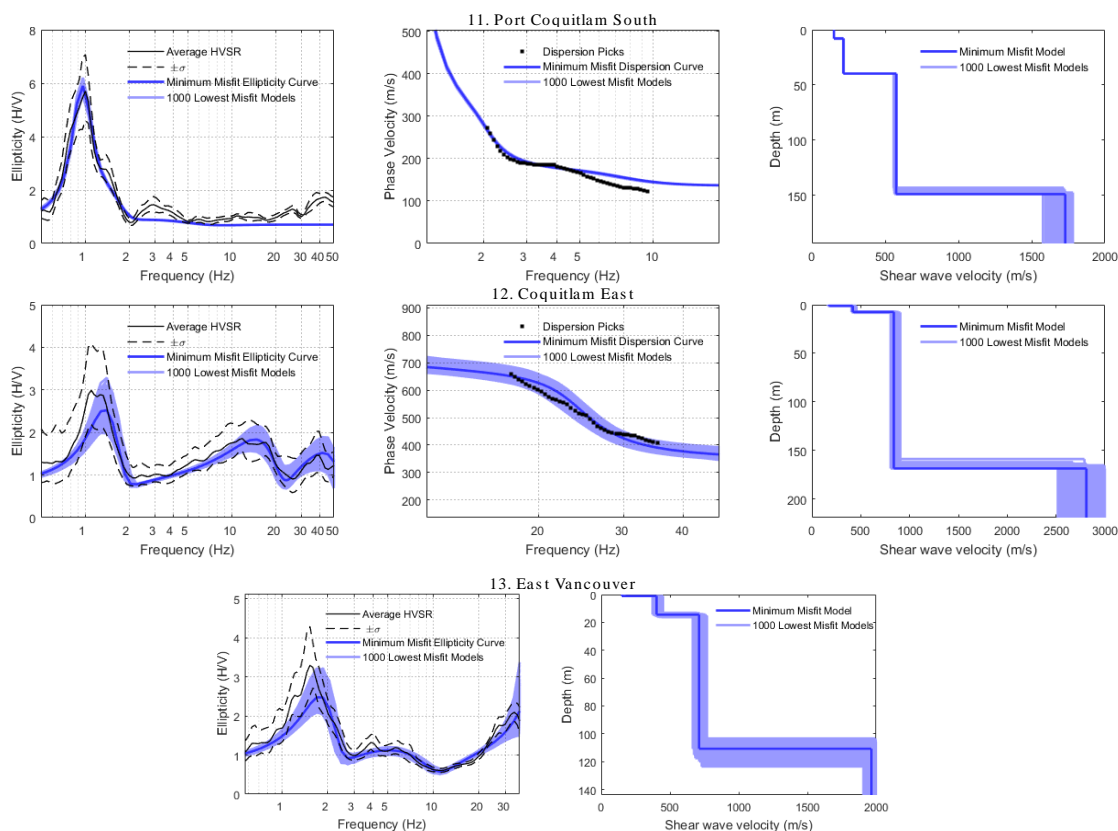 11. Port Coquitlam South
8
6
4
2
0
Ellipticity (H/V)
Average HVSR
±σ
Minimum Misfit Ellipticity Curve
1000 Lowest Misfit Models
1 2 3 4 5 10 20 30 40 50
Frequency (Hz)
500
400
300
200
100
0
Phase Velocity (m/s)
Dispersion Picks
Minimum Misfit Dispersion Curve
1000 Lowest Misfit Models
2 3 4 5 10
Frequency (Hz)
0
50
100
150
Depth (m)
Minimum Misfit Model
1000 Lowest Misfit Models
0 500 1000 1500 2000
Shear wave velocity (m/s)
12. Coquitlam East
5
4
3
2
1
0
Ellipticity (H/V)
Average HVSR
±σ
Minimum Misfit Ellipticity Curve
1000 Lowest Misfit Models
1 2 3 4 5 10 20 30 40 50
Frequency (Hz)
900
800
700
600
500
400
300
200
Phase Velocity (m/s)
Dispersion Picks
Minimum Misfit Dispersion Curve
1000 Lowest Misfit Models
20 30 40
Frequency (Hz)
0
50
100
150
200
Depth (m)
Minimum Misfit Model
1000 Lowest Misfit Models
0 500 1000 1500 2000 2500 3000
Shear wave velocity (m/s)
13. East Vancouver
5
4
3
2
1
0
Ellipticity (H/V)
Average HVSR
±σ
Minimum Misfit Ellipticity Curve
1000 Lowest Misfit Models
1 2 3 4 5 10 20 30
Frequency (Hz)
0
20
40
60
80
100
120
140
Depth (m)
Minimum Misfit Model
1000 Lowest Misfit Models
0 500 1000 1500 2000
Shear wave velocity (m/s)